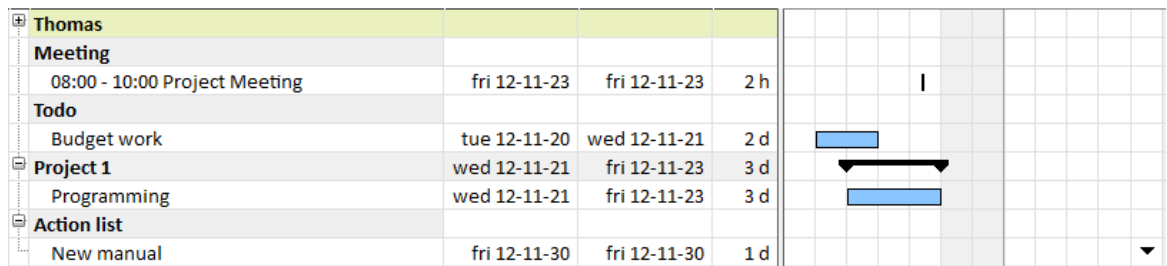 Thomas
Meeting
08:00 - 10:00 Project Meeting fri 12-11-23 fri 12-11-23 2 h
Todo
Budget work tue 12-11-20 wed 12-11-21 2 d
Project 1 wed 12-11-21 fri 12-11-23 3 d
Programming wed 12-11-21 fri 12-11-23 3 d
Action list
New manual fri 12-11-30 fri 12-11-30 1 d